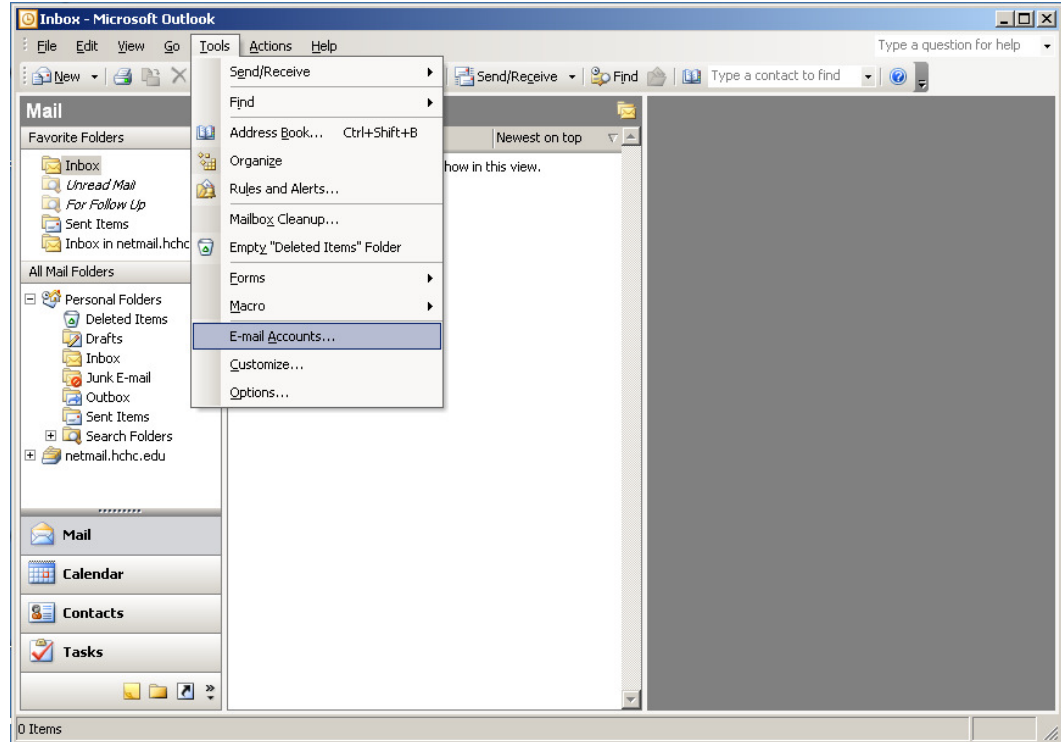 Inbox - Microsoft Outlook
File Edit View Go Tools Actions Help Type a question for help
New Send/Receive Find Type a contact to find
Send/Receive
Find
Address Book... Ctrl+Shift+B
Organize
Rules and Alerts...
Mailbox Cleanup...
Empty "Deleted Items" Folder
Forms
Macro
E-mail Accounts...
Customize...
Options...
Mail
Favorite Folders
Inbox
Unread Mail
For Follow Up
Sent Items
Inbox in netmail.hchc
All Mail Folders
Personal Folders
Deleted Items
Drafts
Inbox
Junk E-mail
Outbox
Sent Items
Search Folders
netmail.hchc.edu
Newest on top
how in this view.
Mail
Calendar
Contacts
Tasks
0 Items